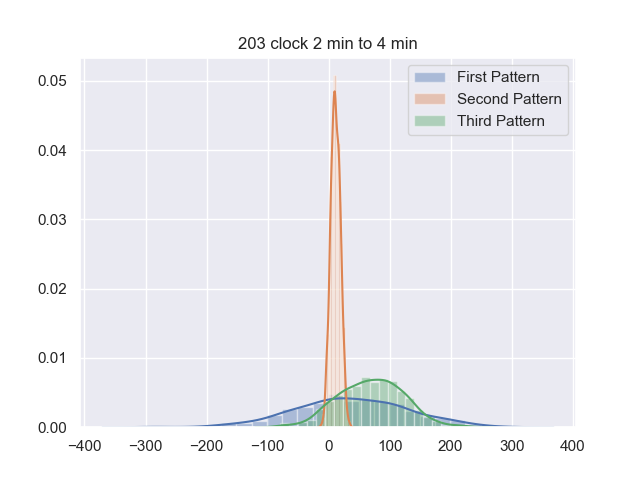 203 clock 2 min to 4 min
First Pattern
Second Pattern
Third Pattern
0.05
0.04
0.03
0.02
0.01
0.00
−400 −300 −200 −100 0 100 200 300 400